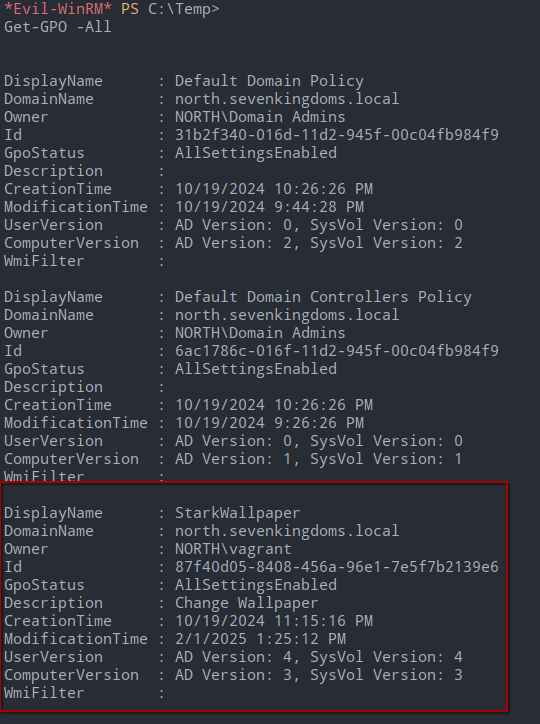 *Evil-WinRM* PS C:\Temp>
Get-GPO -All
DisplayName : Default Domain Policy
DomainName : north.sevenkingdoms.local
Owner : NORTH\Domain Admins
Id : 31b2f340-016d-11d2-945f-00c04fb984f9
GpoStatus : AllSettingsEnabled
Description :
CreationTime : 10/19/2024 10:26:26 PM
ModificationTime : 10/19/2024 9:44:28 PM
UserVersion : AD Version: 0, SysVol Version: 0
ComputerVersion : AD Version: 2, SysVol Version: 2
WmiFilter :
DisplayName : Default Domain Controllers Policy
DomainName : north.sevenkingdoms.local
Owner : NORTH\Domain Admins
Id : 6ac1786c-016f-11d2-945f-00c04fb984f9
GpoStatus : AllSettingsEnabled
Description :
CreationTime : 10/19/2024 10:26:26 PM
ModificationTime : 10/19/2024 9:26:26 PM
UserVersion : AD Version: 0, SysVol Version: 0
ComputerVersion : AD Version: 1, SysVol Version: 1
WmiFilter :
DisplayName : StarkWallpaper
DomainName : north.sevenkingdoms.local
Owner : NORTH\vagrant
Id : 87f40d05-8408-456a-96e1-7e5f7b2139e6
GpoStatus : AllSettingsEnabled
Description : Change Wallpaper
CreationTime : 10/19/2024 11:15:16 PM
ModificationTime : 2/1/2025 1:25:12 PM
UserVersion : AD Version: 4, SysVol Version: 4
ComputerVersion : AD Version: 3, SysVol Version: 3
WmiFilter :